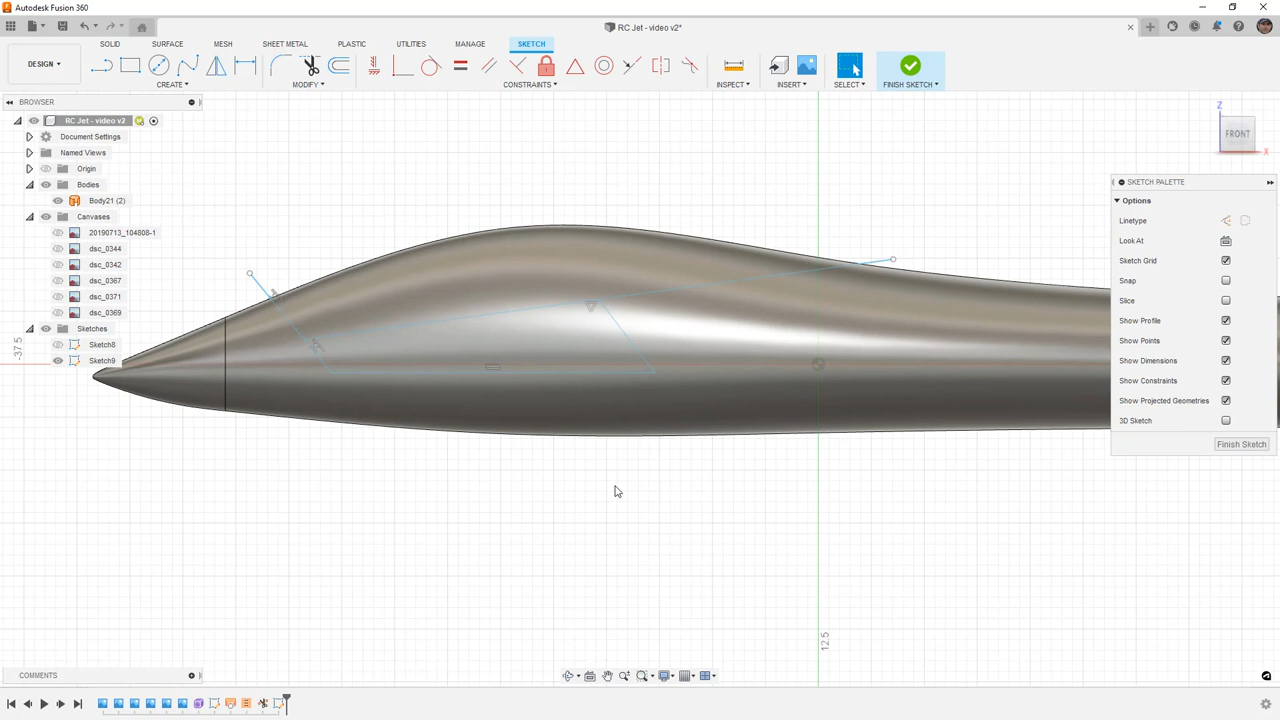 Autodesk Fusion 360
RC Jet - video v2*
DESIGN
SOLID
SURFACE
MESH
SHEET METAL
PLASTIC
UTILITIES
MANAGE
SKETCH
CREATE
MODIFY
CONSTRAINTS
INSPECT
INSERT
SELECT
FINISH SKETCH
BROWSER
RC Jet - video v2
Document Settings
Named Views
Origin
Bodies
Body21 (2)
Canvases
20190713_104808-1
dsc_0344
dsc_0342
dsc_0367
dsc_0371
dsc_0369
Sketches
Sketch8
Sketch9
-37.5
12.5
Z
FRONT
X
SKETCH PALETTE
Options
Linetype
Look At
Sketch Grid
Snap
Slice
Show Profile
Show Points
Show Dimensions
Show Constraints
Show Projected Geometries
3D Sketch
Finish Sketch
COMMENTS